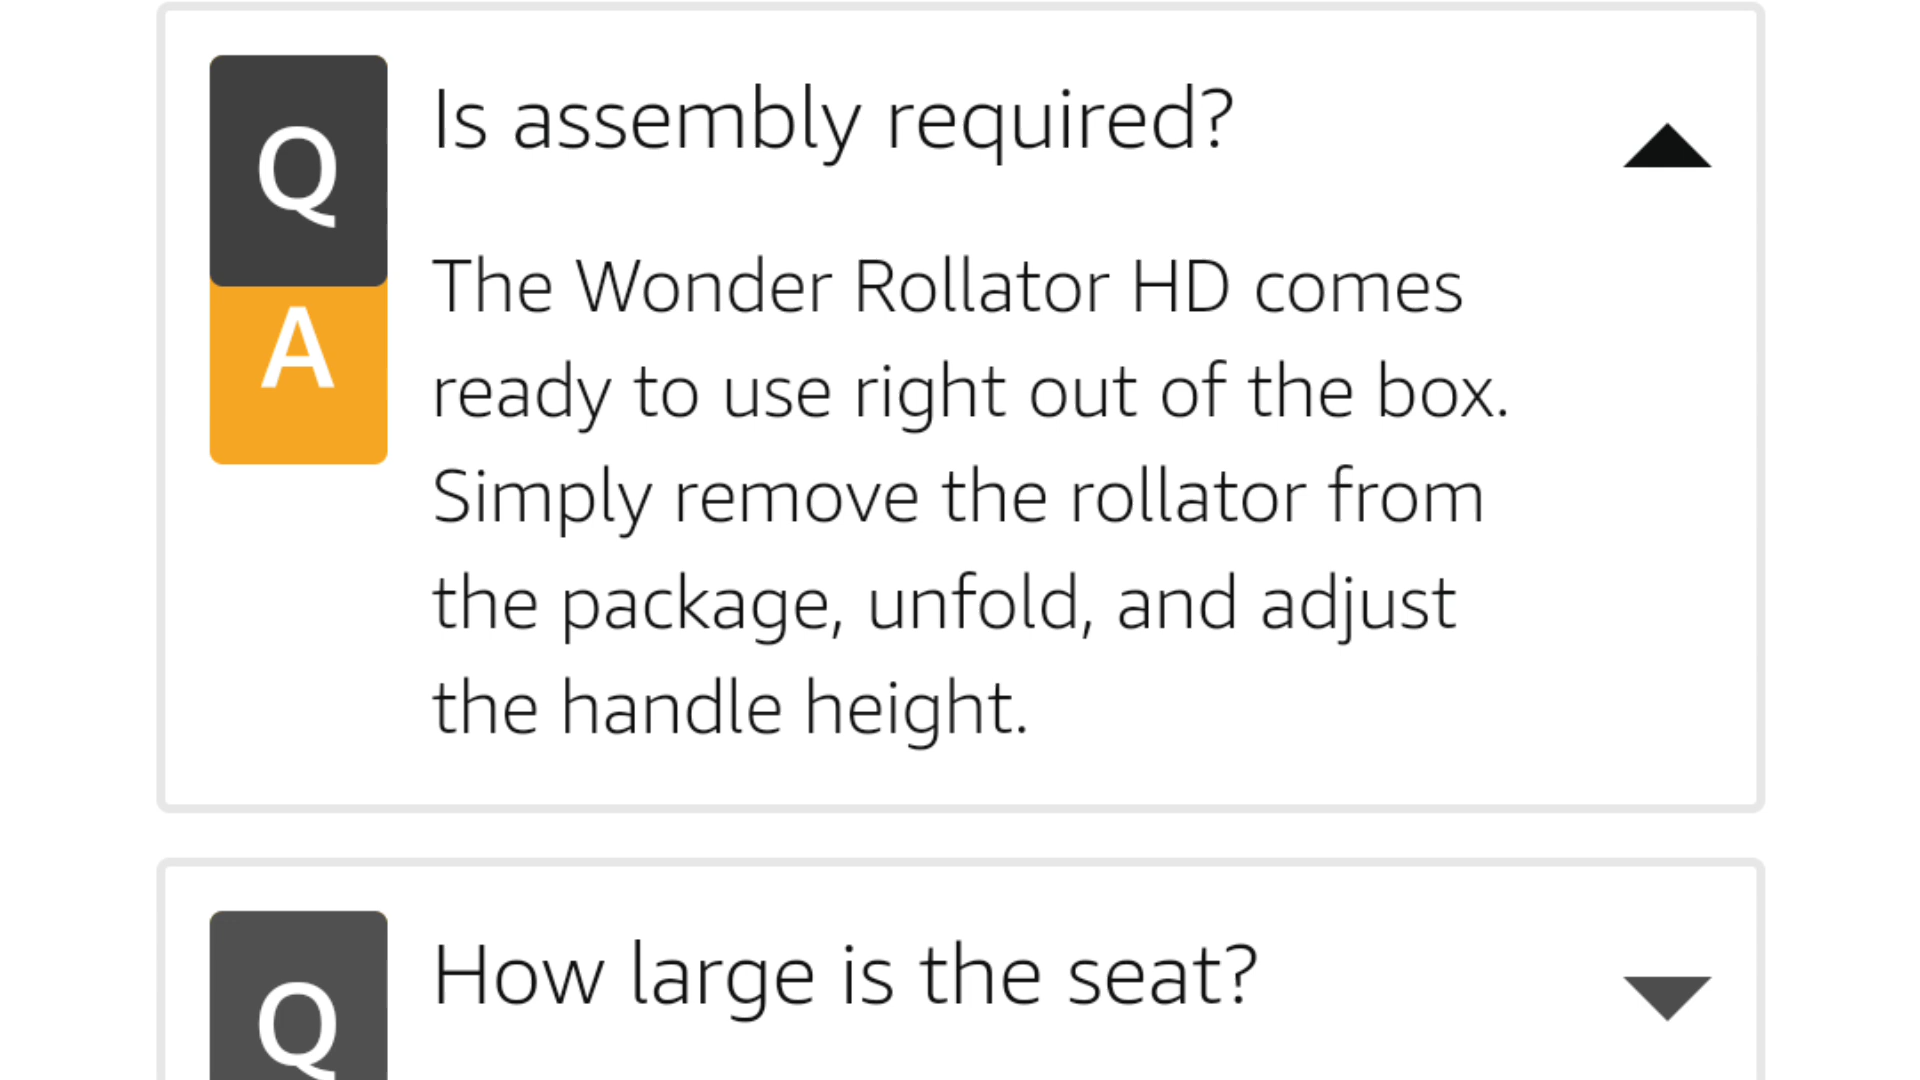 Q
Is assembly required?
A
The Wonder Rollator HD comes
ready to use right out of the box.
Simply remove the rollator from
the package, unfold, and adjust
the handle height.
Q
How large is the seat?